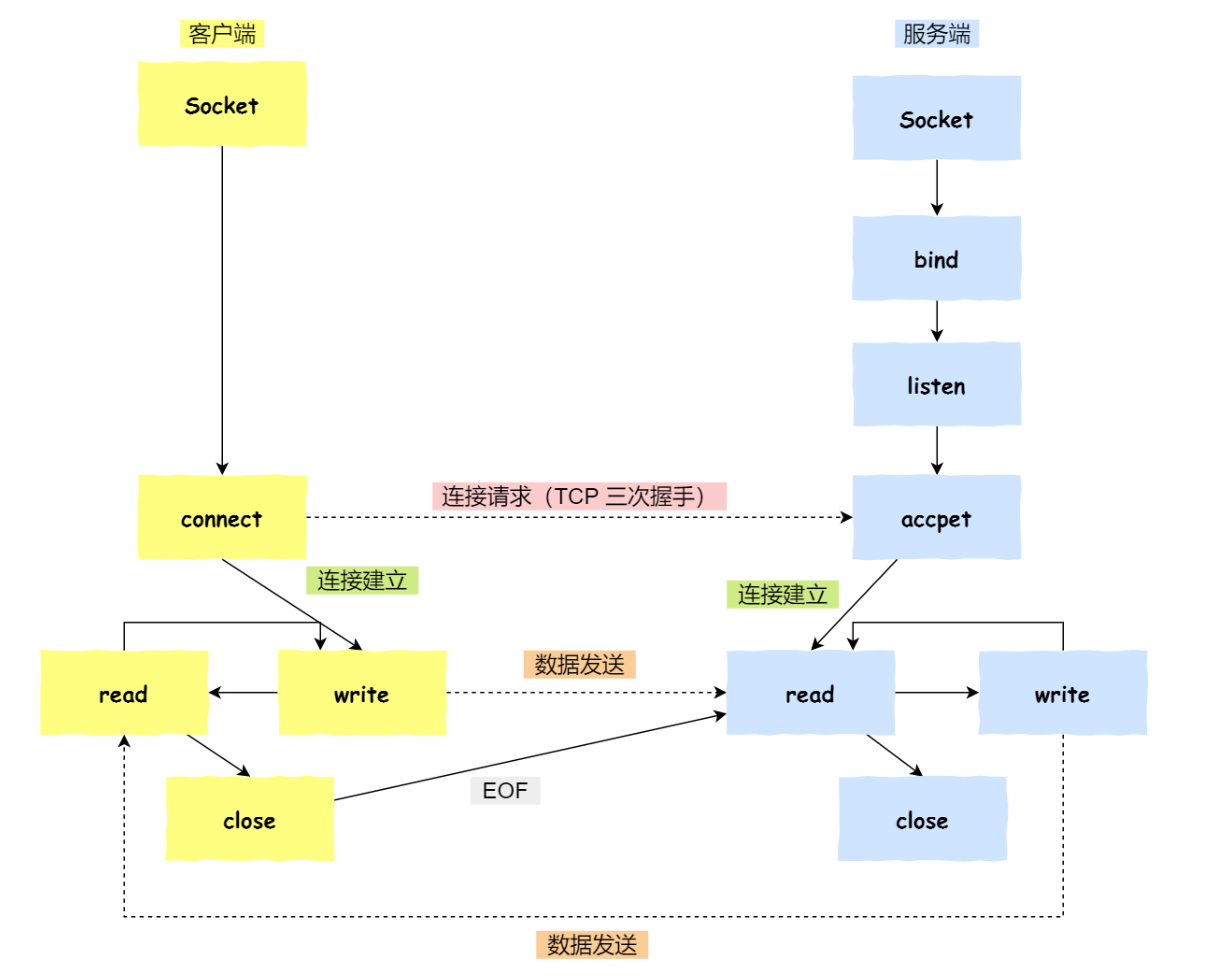 客户端
服务端
Socket
Socket
bind
listen
连接请求（TCP 三次握手）
connect
accpet
连接建立
连接建立
数据发送
read
write
read
write
EOF
close
close
数据发送